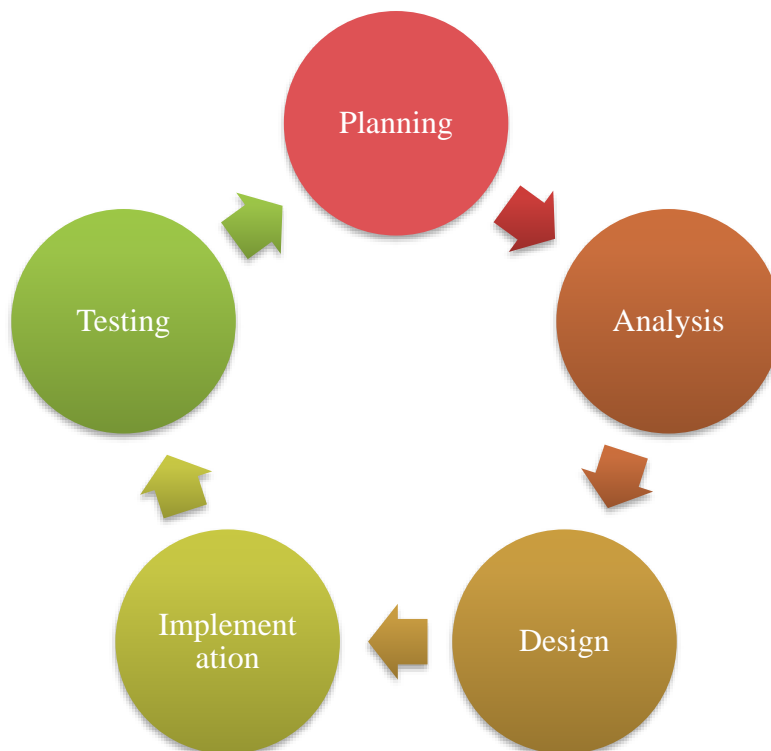 Planning
Analysis
Design
Implement
ation
Testing